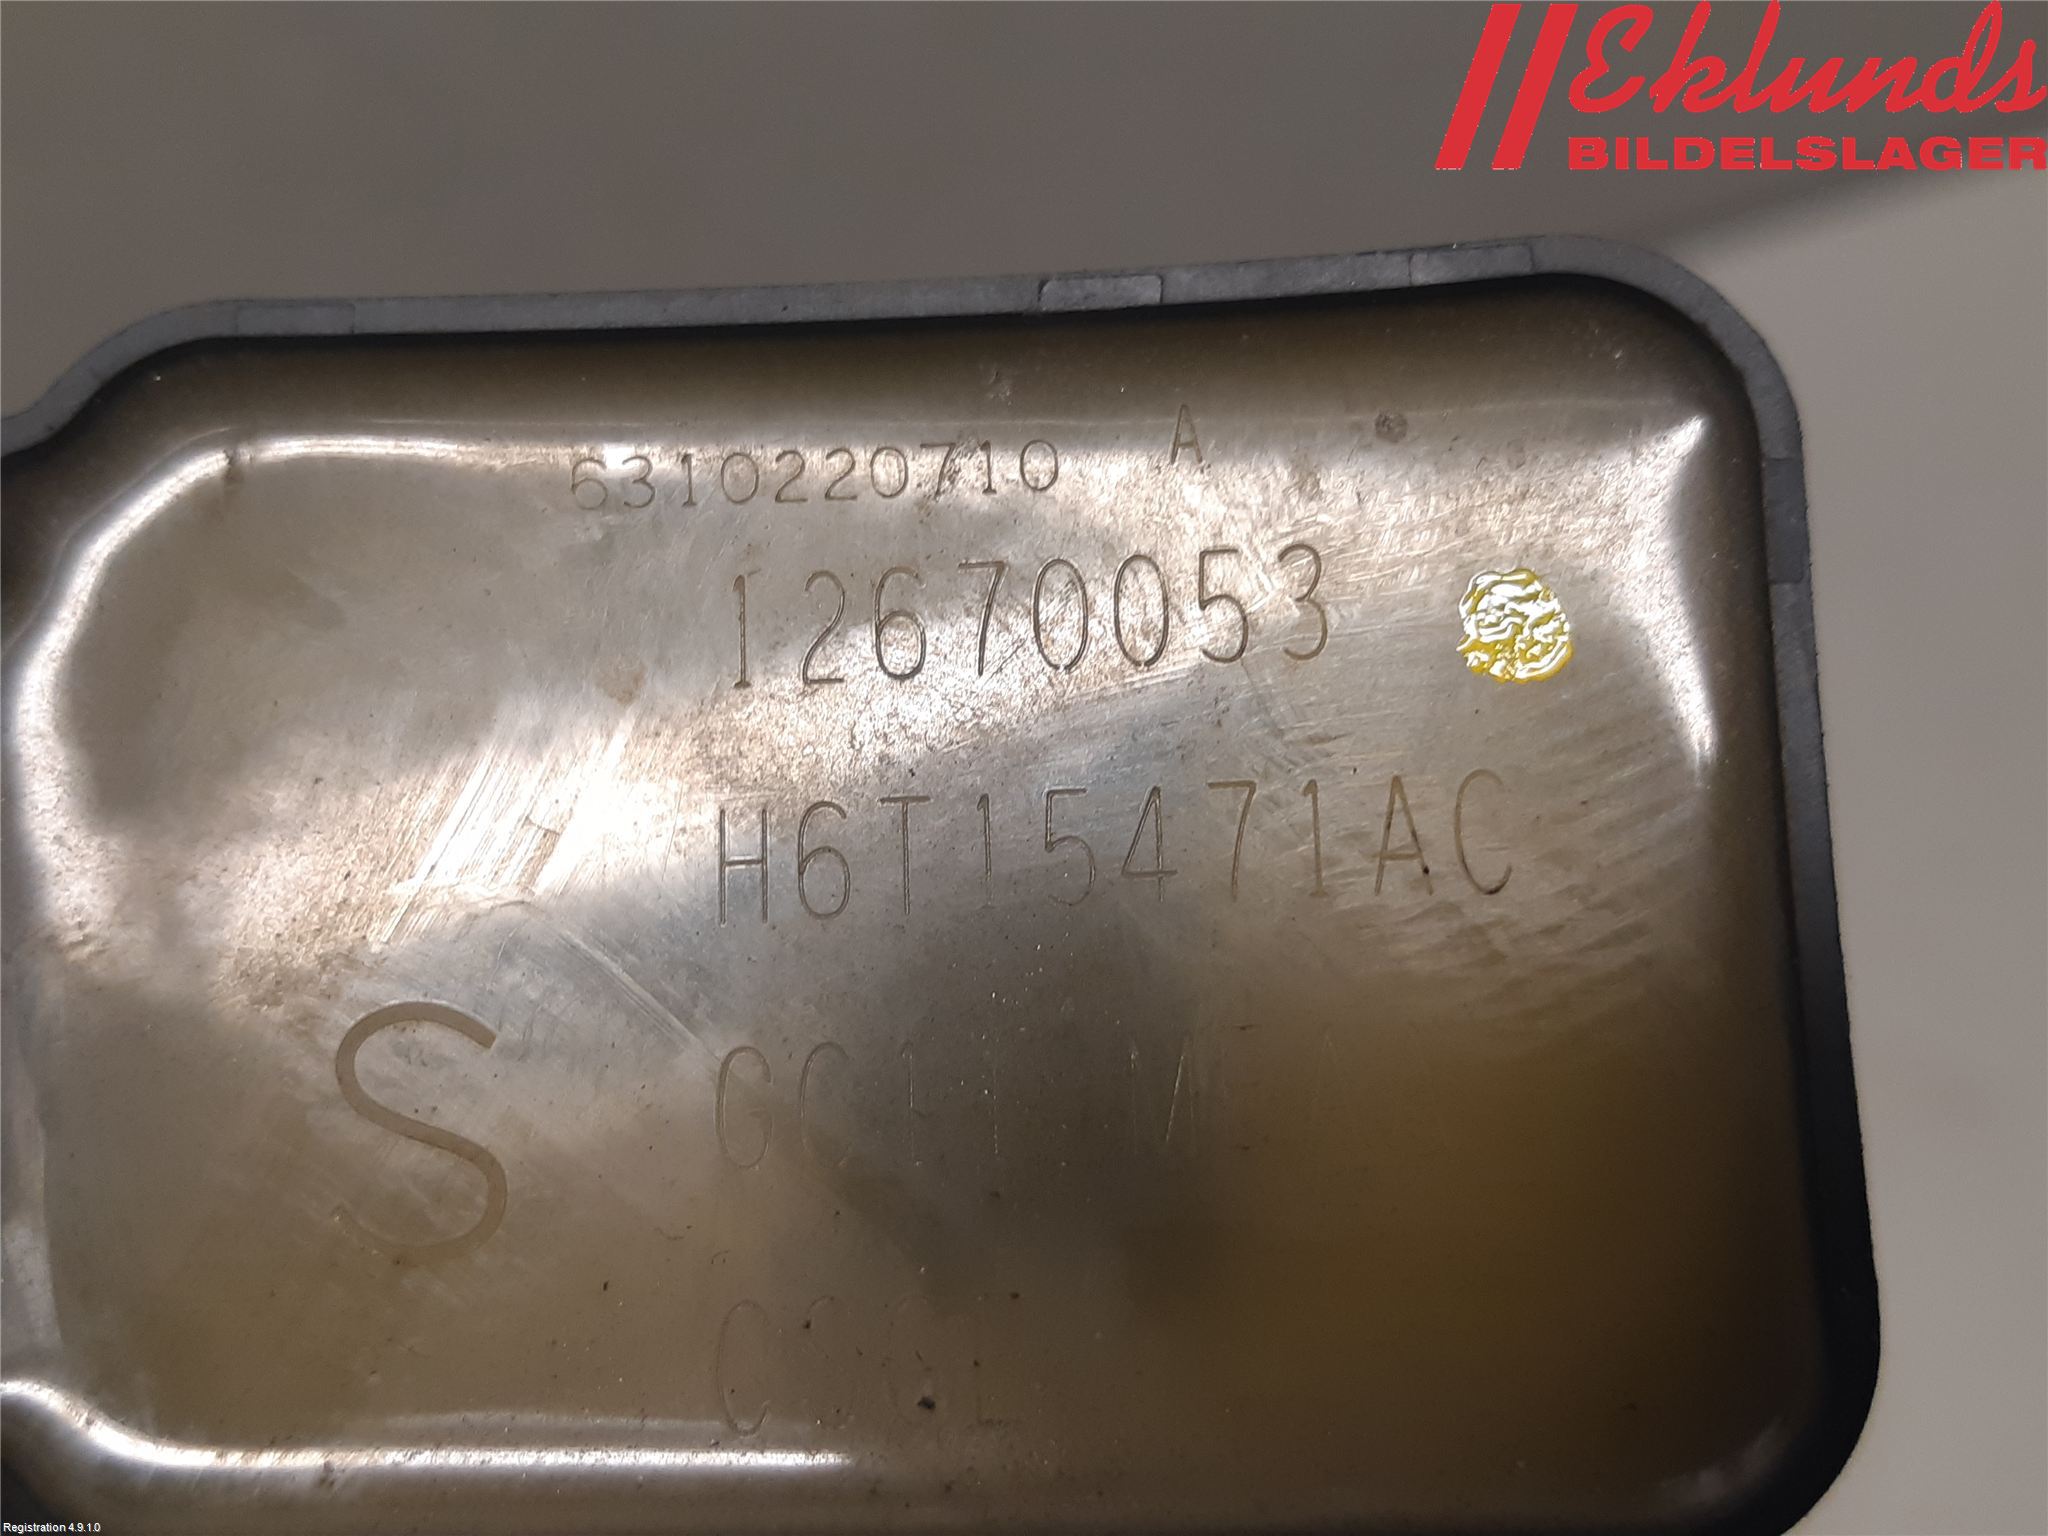 Eklunds
BILDELSLAGER
6310220710 A
12670053
H6T15471AC
S
Registration 4.9.1.0